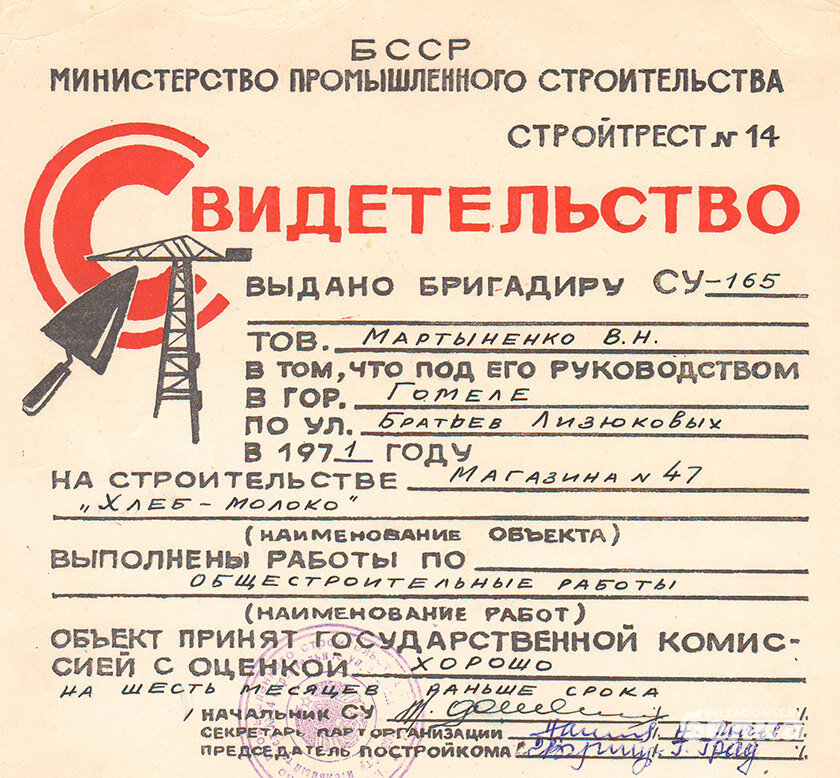 БССР
МИНИСТЕРСТВО ПРОМЫШЛЕННОГО СТРОИТЕЛЬСТВА
СТРОЙТРЕСТ № 14
СВИДЕТЕЛЬСТВО
ВЫДАНО БРИГАДИРУ СУ-165
ТОВ. МАРТЫНЕНКО В.Н.
В ТОМ, ЧТО ПОД ЕГО РУКОВОДСТВОМ
В ГОР. ГОМЕЛЕ
ПО УЛ. БРАТЬЕВ ЛИЗЮКОВЫХ
В 1971 ГОДУ
НА СТРОИТЕЛЬСТВЕ МАГАЗИНА № 47
"ХЛЕБ - МОЛОКО"
(НАИМЕНОВАНИЕ ОБЪЕКТА)
ВЫПОЛНЕНЫ РАБОТЫ ПО
ОБЩЕСТРОИТЕЛЬНЫЕ РАБОТЫ
(НАИМЕНОВАНИЕ РАБОТ)
ОБЪЕКТ ПРИНЯТ ГОСУДАРСТВЕННОЙ КОМИС-
СИЕЙ С ОЦЕНКОЙ ХОРОШО
НА ШЕСТЬ МЕСЯЦЕВ РАНЬШЕ СРОКА
НАЧАЛЬНИК СУ
СЕКРЕТАРЬ ПАРТОРГАНИЗАЦИИ
ПРЕДСЕДАТЕЛЬ ПОСТРОЙКОМА